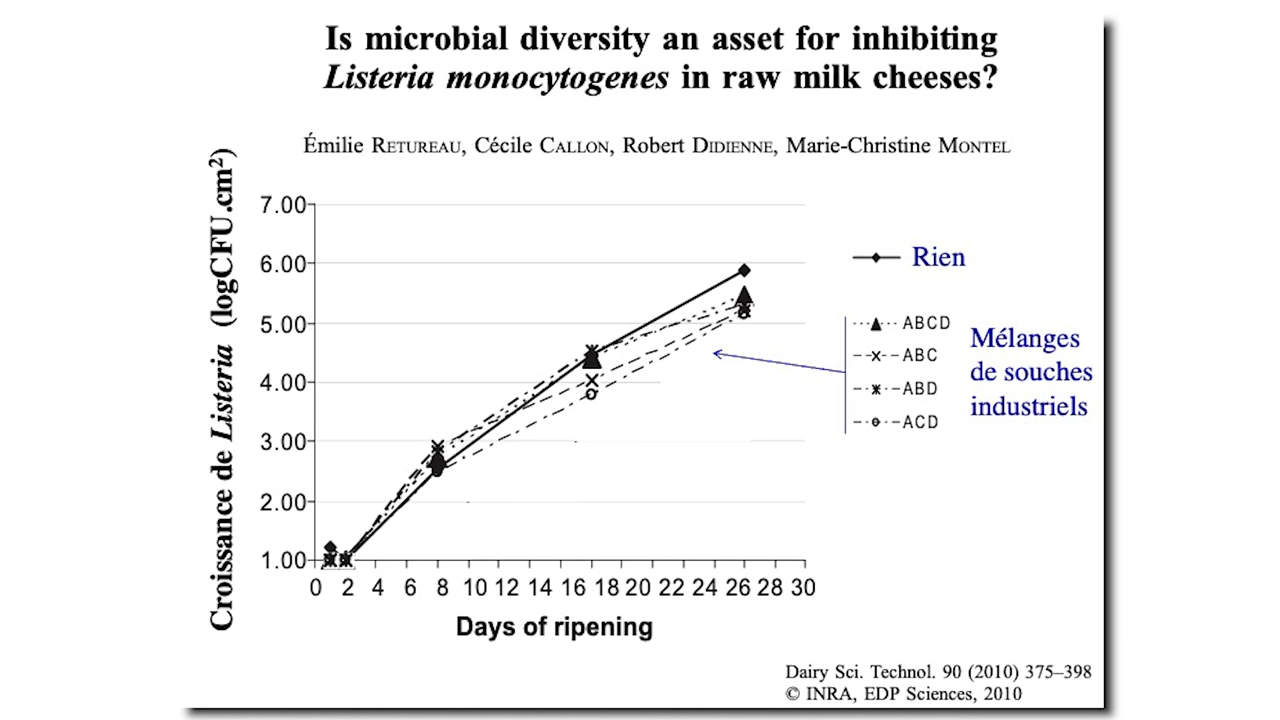 Is microbial diversity an asset for inhibiting
Listeria monocytogenes in raw milk cheeses?
Émilie RETUREAU, Cécile CALLON, Robert DIDIENNE, Marie-Christine MONTEL
Croissance de Listeria (logCFU.cm²)
7.00
6.00
5.00
4.00
3.00
2.00
1.00
0 2 4 6 8 10 12 14 16 18 20 22 24 26 28 30
Days of ripening
Rien
ABCD
ABC
ABD
ACD
Mélanges
de souches
industriels
Dairy Sci. Technol. 90 (2010) 375–398
© INRA, EDP Sciences, 2010